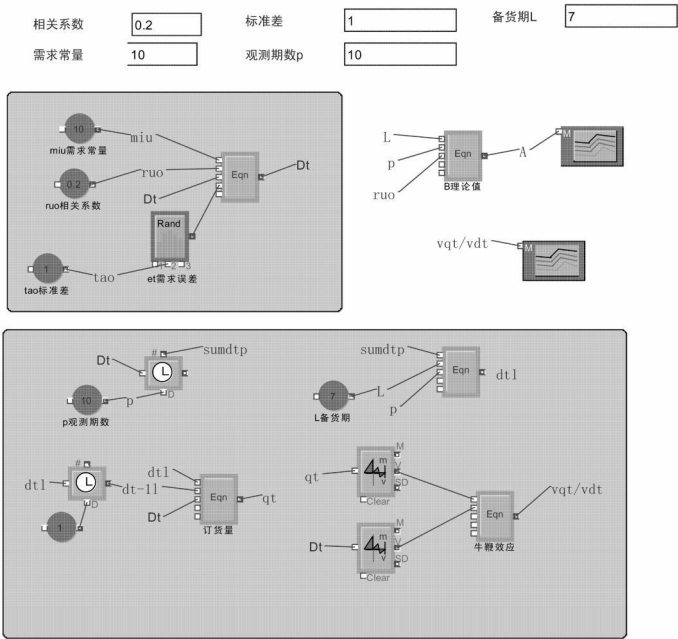 相关系数 0.2 标准差 1 备货期L 7
需求常量 10 观测期数p 10
10 miu
miu需求常量
Eqn Dt
0.2 ruo
ruo相关系数
Dt
Rand
1 2 3
et需求误差
1 tao
tao标准差
L
p
ruo
Eqn
B理论值
A
M
vqt/vdt
M
# sumdtp
Dt
D
10 p
p观测期数
sumdtp
L
p
Eqn
dtl
7
L备货期
#
dtl
D
dt-1l
1
dtl
Dt
Eqn
qt
订货量
qt
M
m
V
v
SD
Clear
Dt
M
m
V
v
SD
Clear
Eqn
vqt/vdt
牛鞭效应